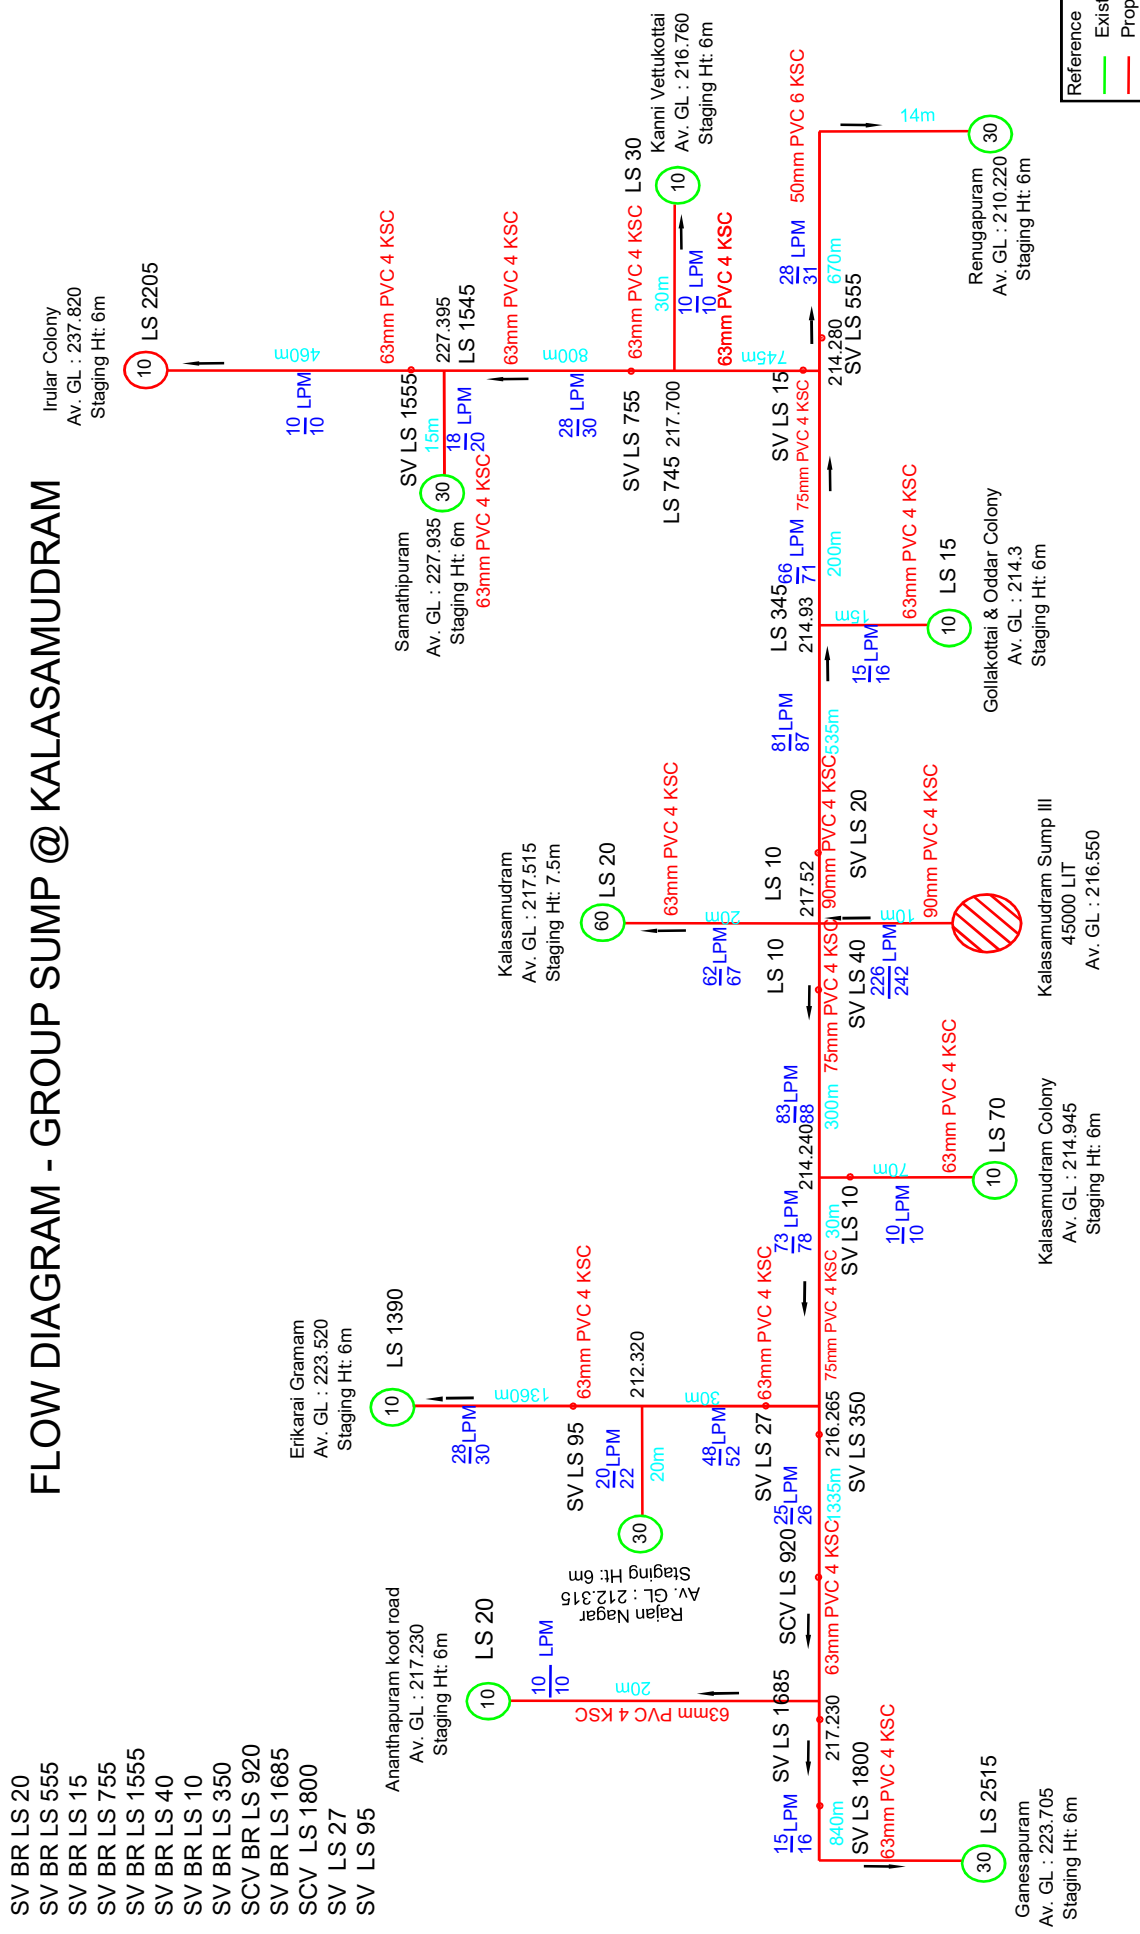 FLOW DIAGRAM - GROUP SUMP @ KALASAMUDRAM
SV BR LS 20
SV BR LS 555
SV BR LS 15
SV BR LS 755
SV BR LS 1555
SV BR LS 40
SV BR LS 10
SV BR LS 350
SCV BR LS 920
SV BR LS 1685
SCV LS 1800
SV LS 27
SV LS 95
Ananthapuram koot road
Av. GL : 217.230
Staging Ht: 6m
10
LS 20
10 LPM
10
20m
63mm PVC 4 KSC
Erikarai Gramam
Av. GL : 223.520
Staging Ht: 6m
10
LS 1390
28 LPM
30
1360m
63mm PVC 4 KSC
SV LS 95
212.320
20 LPM
22
20m
30
Rajan Nagar
Av. GL : 212.315
Staging Ht: 6m
48 LPM
52
30m
63mm PVC 4 KSC
SV LS 27
Kalasamudram
Av. GL : 217.515
Staging Ht: 7.5m
60
LS 20
63mm PVC 4 KSC
62 LPM
67
20m
Irular Colony
Av. GL : 237.820
Staging Ht: 6m
10
LS 2205
10 LPM
10
460m
63mm PVC 4 KSC
SV LS 1555
227.395
LS 1545
15m
18 LPM
20
Samathipuram
Av. GL : 227.935
Staging Ht: 6m
30
63mm PVC 4 KSC
63mm PVC 4 KSC
28 LPM
30
800m
SV LS 755
63mm PVC 4 KSC
LS 30
Kanni Vettukottai
Av. GL : 216.760
Staging Ht: 6m
10
30m
10 LPM
10
LS 745 217.700
63mm PVC 4 KSC
745m
SV LS 15
15 LPM
16
840m
SV LS 1800
SV LS 1685
217.230
63mm PVC 4 KSC
SCV LS 920
25 LPM
26
1335m
216.265
SV LS 350
75mm PVC 4 KSC
73 LPM
78
30m
214.240
SV LS 10
83 LPM
88
300m
75mm PVC 4 KSC
LS 10
SV LS 40
217.52
LS 10
90mm PVC 4 KSC
SV LS 20
81 LPM
87
535m
LS 345
214.93
66 LPM
71
200m
75mm PVC 4 KSC
214.280
SV LS 555
28 LPM
31
670m
50mm PVC 6 KSC
63mm PVC 4 KSC
30
LS 2515
Ganesapuram
Av. GL : 223.705
Staging Ht: 6m
10 LPM
10
70m
63mm PVC 4 KSC
10
LS 70
Kalasamudram Colony
Av. GL : 214.945
Staging Ht: 6m
226 LPM
242
10m
90mm PVC 4 KSC
Kalasamudram Sump III
45000 LIT
Av. GL : 216.550
15 LPM
16
15m
63mm PVC 4 KSC
10
LS 15
Gollakottai & Oddar Colony
Av. GL : 214.3
Staging Ht: 6m
14m
30
Renugapuram
Av. GL : 210.220
Staging Ht: 6m
Reference
Exist
Prop